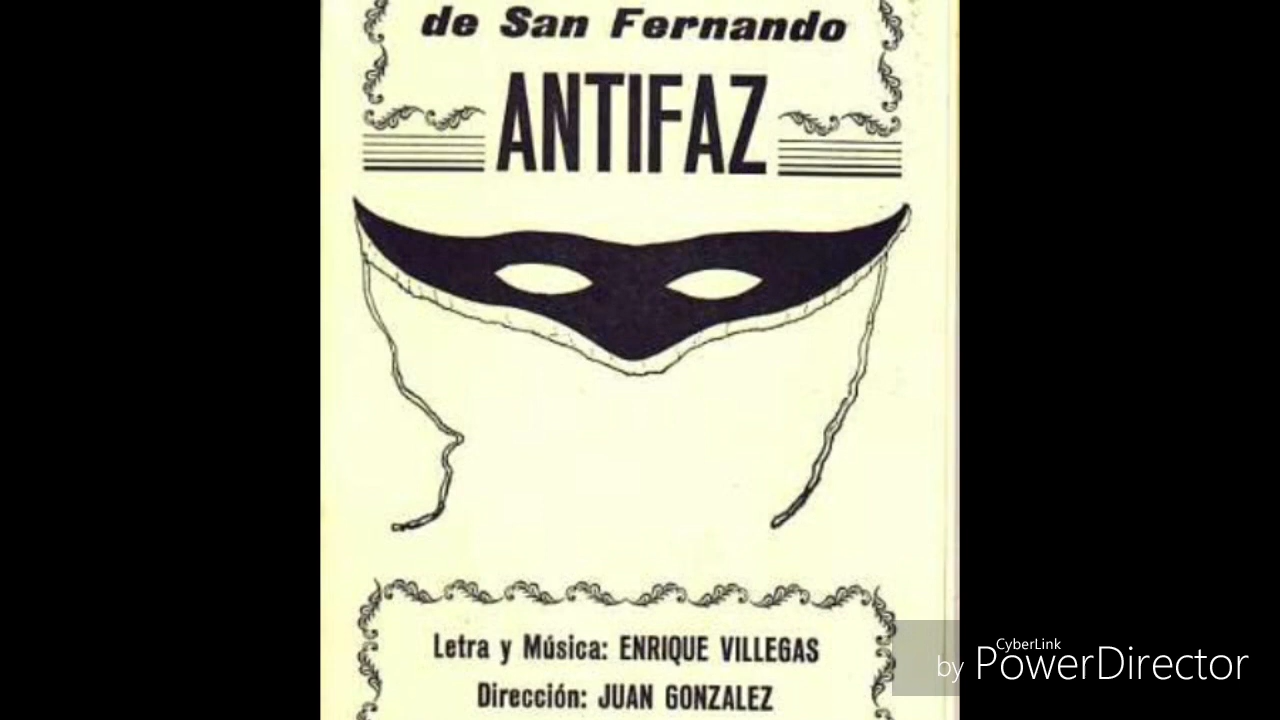 de San Fernando
ANTIFAZ
Letra y Música: ENRIQUE VILLEGAS
Dirección: JUAN GONZALEZ
CyberLink
by PowerDirector